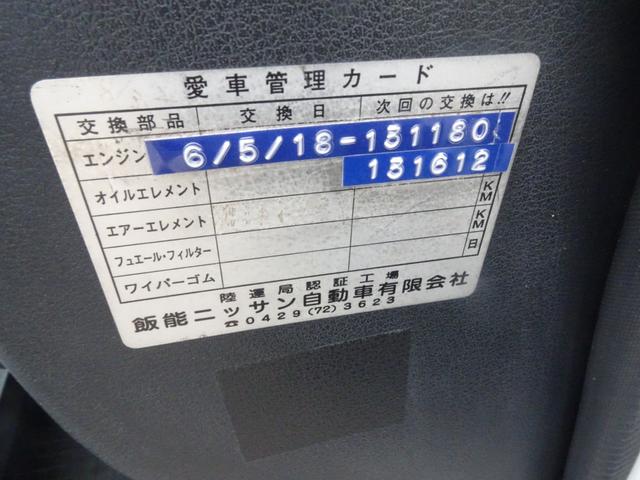 愛車管理カード
交換部品 交換日 次回の交換は!!
エンジン 6/5/18-131180
131612
オイルエレメント KM
エアーエレメント KM
フュエール・フィルター 日
ワイパーゴム
陸運局認証工場
飯能ニッサン自動車有限会社
☎0429(72)3623